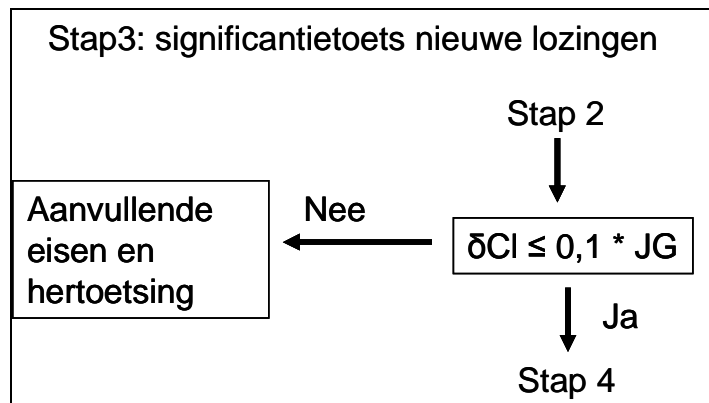 Stap3: significantietoets nieuwe lozingen
Stap 2
δCl ≤ 0,1 * JG
Nee
Aanvullende
eisen en
hertoetsing
Ja
Stap 4